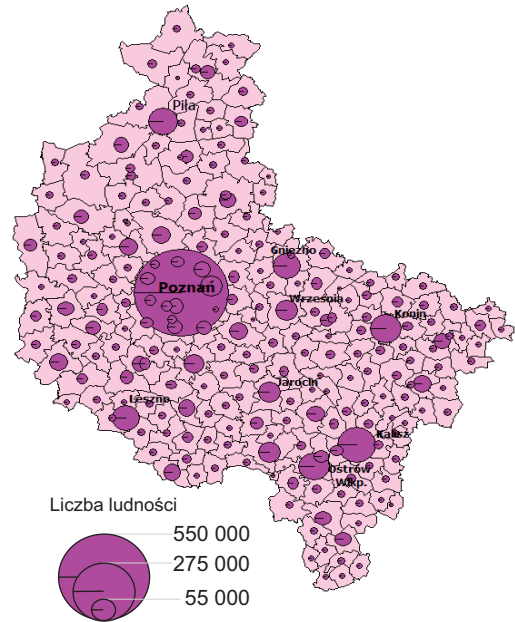 Piła
Gniezno
Poznań
Września
Konin
Jarocin
Leszno
Kalisz
Ostrów
Wlkp.
Liczba ludności
550 000
275 000
55 000